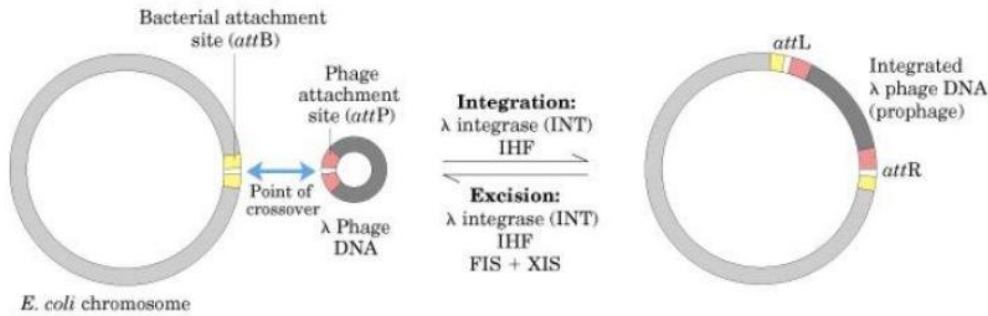 Bacterial attachment
site (attB)
Phage
attachment
site (attP)
Point of
crossover
λ Phage
DNA
E. coli chromosome
Integration:
λ integrase (INT)
IHF
Excision:
λ integrase (INT)
IHF
FIS + XIS
attL
Integrated
λ phage DNA
(prophage)
attR